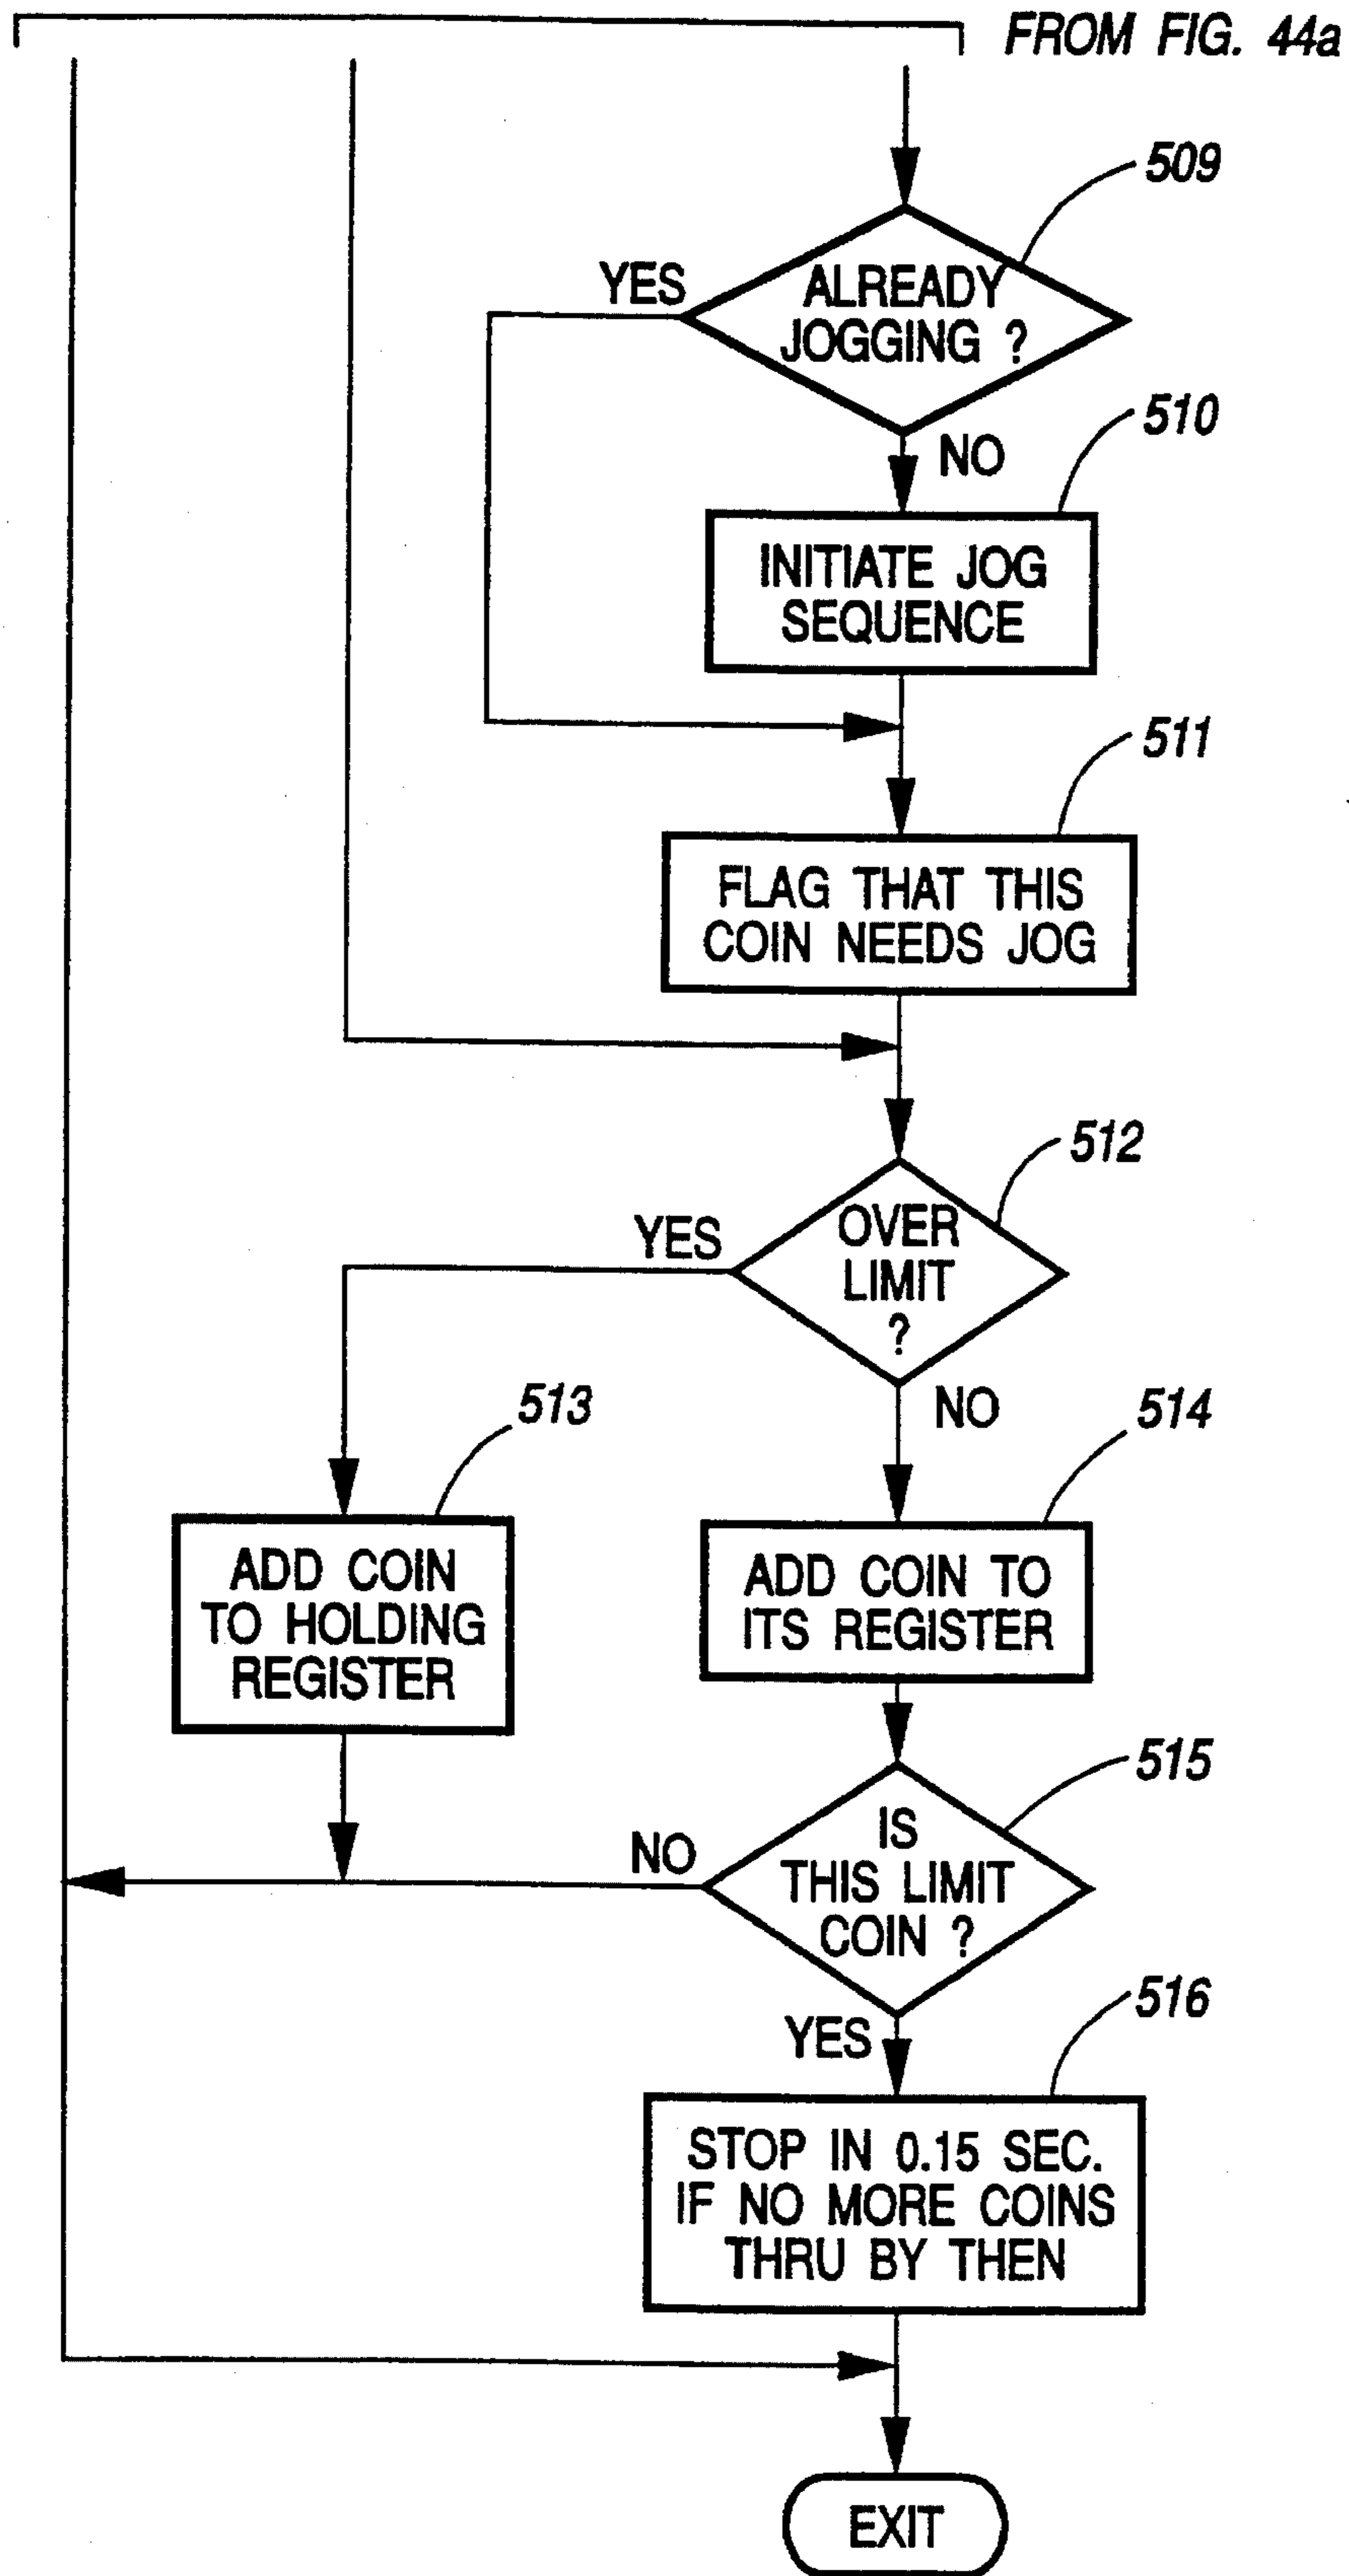 FROM FIG. 44a
509
YES
ALREADY
JOGGING ?
510
NO
INITIATE JOG
SEQUENCE
511
FLAG THAT THIS
COIN NEEDS JOG
512
YES
OVER
LIMIT
?
513
NO
514
ADD COIN
TO HOLDING
REGISTER
ADD COIN TO
ITS REGISTER
515
NO
IS
THIS LIMIT
COIN ?
516
YES
STOP IN 0.15 SEC.
IF NO MORE COINS
THRU BY THEN
EXIT